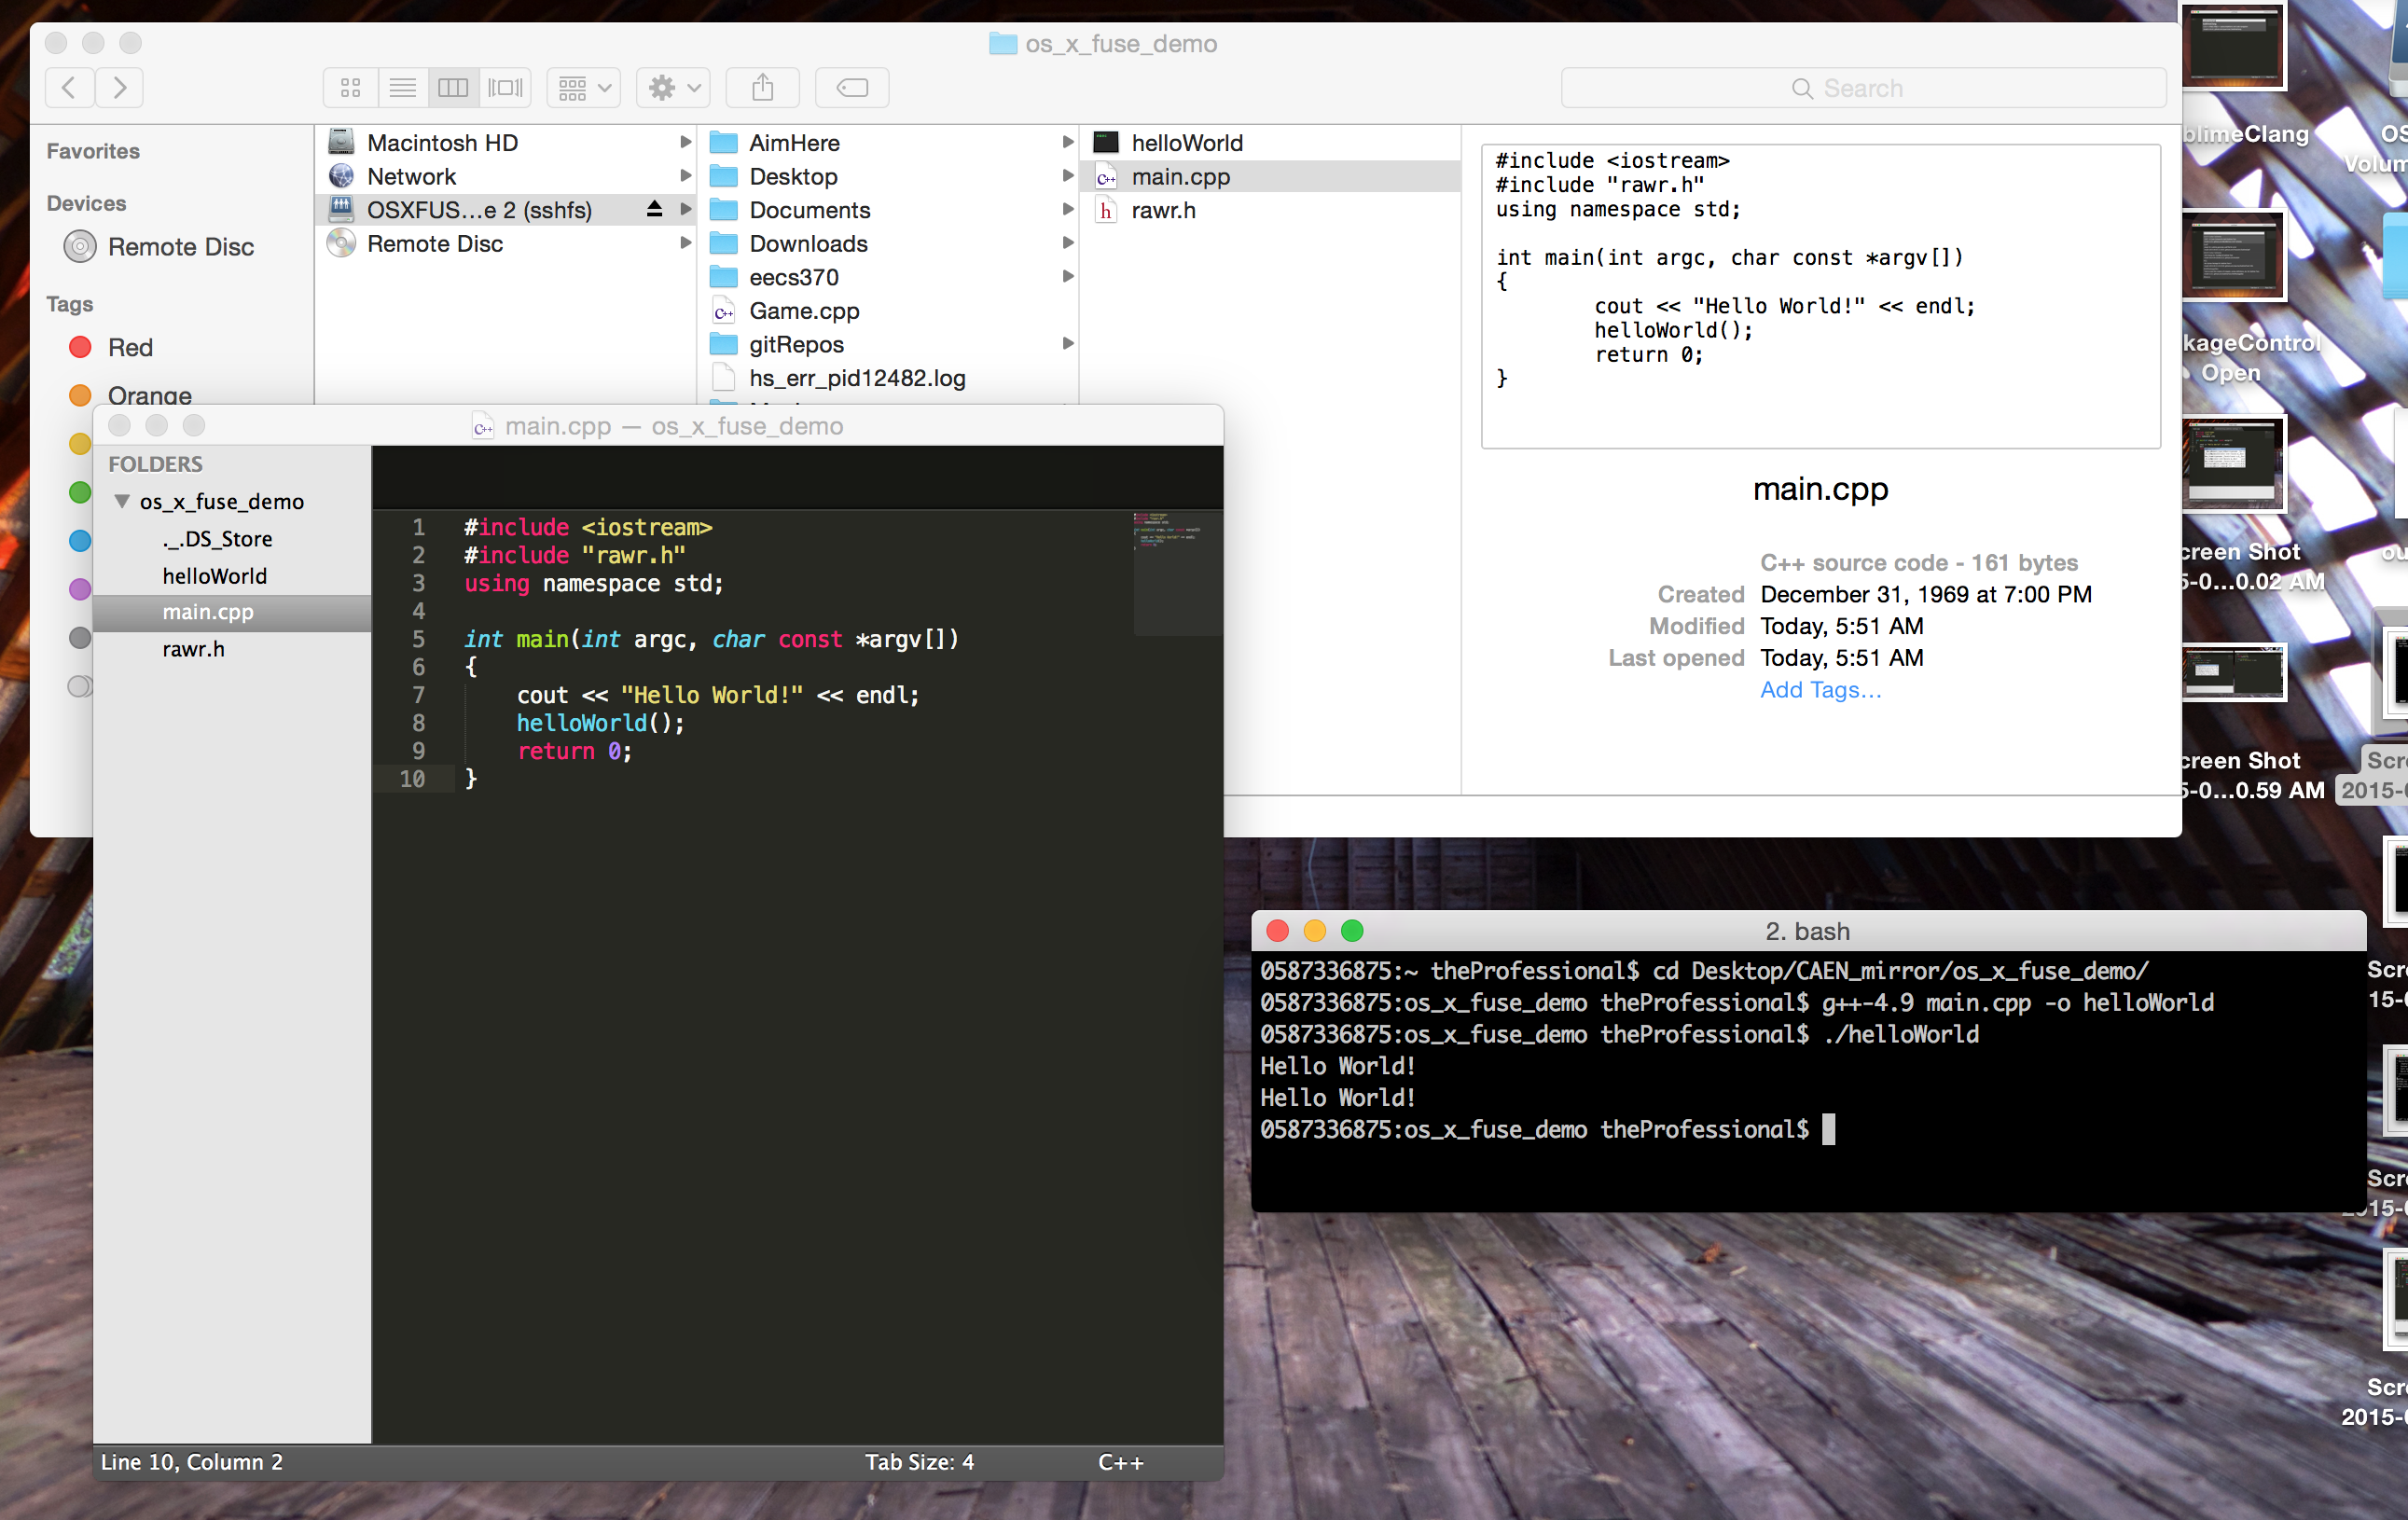 os_x_fuse_demo
Search
Favorites
Devices
Remote Disc
Tags
Red
Orange
Macintosh HD
Network
OSXFUS...e 2 (sshfs)
Remote Disc
AimHere
Desktop
Documents
Downloads
eecs370
Game.cpp
gitRepos
hs_err_pid12482.log
helloWorld
main.cpp
rawr.h
#include <iostream>
#include "rawr.h"
using namespace std;
int main(int argc, char const *argv[])
{
cout << "Hello World!" << endl;
helloWorld();
return 0;
}
main.cpp
C++ source code - 161 bytes
Created December 31, 1969 at 7:00 PM
Modified Today, 5:51 AM
Last opened Today, 5:51 AM
Add Tags...
main.cpp — os_x_fuse_demo
FOLDERS
os_x_fuse_demo
._.DS_Store
helloWorld
main.cpp
rawr.h
1 #include <iostream>
2 #include "rawr.h"
3 using namespace std;
4
5 int main(int argc, char const *argv[])
6 {
7 cout << "Hello World!" << endl;
8 helloWorld();
9 return 0;
10 }
Line 10, Column 2
Tab Size: 4
C++
2. bash
0587336875:~ theProfessional$ cd Desktop/CAEN_mirror/os_x_fuse_demo/
0587336875:os_x_fuse_demo theProfessional$ g++-4.9 main.cpp -o helloWorld
0587336875:os_x_fuse_demo theProfessional$ ./helloWorld
Hello World!
Hello World!
0587336875:os_x_fuse_demo theProfessional$
blimeClang
OS
Volum
kageControl
Open
creen Shot
5-0...0.02 AM
ou
creen Shot
5-0...0.59 AM
Scr
2015-0
Scr
15-0
Scr
2015-0
Scr
2015-0